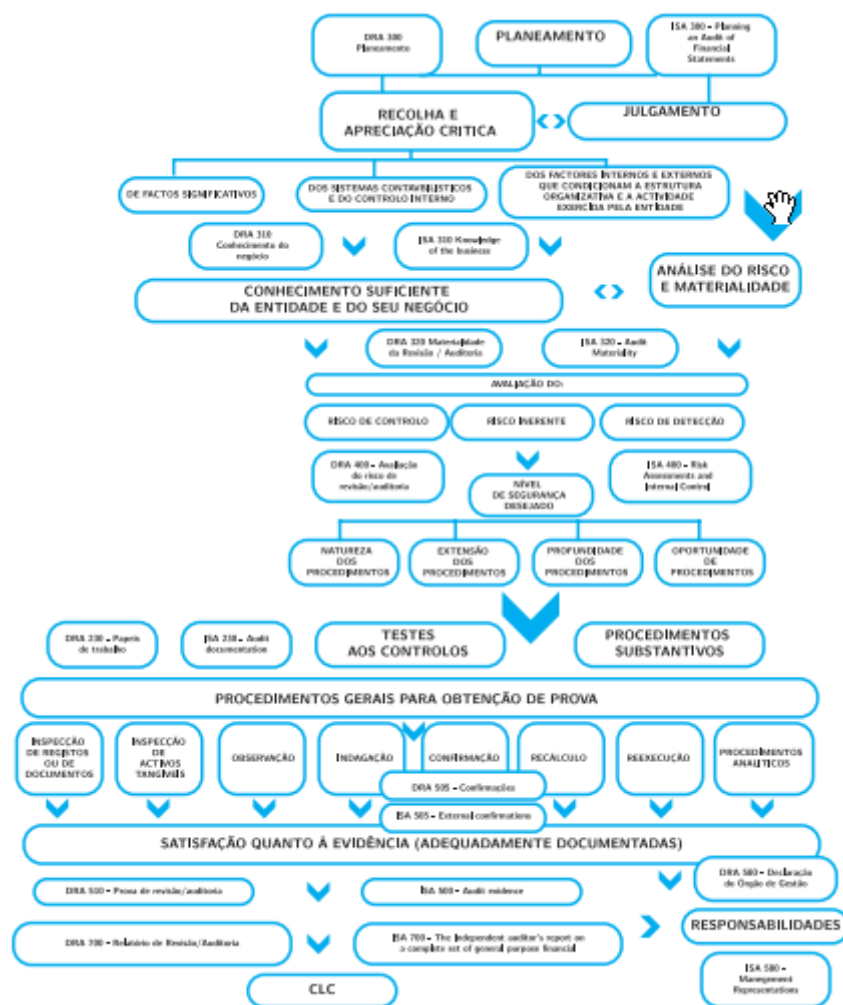 DRA 300
Planeamento
PLANEAMENTO
ISA 300 – Planning
an Audit of
Financial
Statements
RECOLHA E
APRECIAÇÃO CRITICA
JULGAMENTO
DE FACTOS SIGNIFICATIVOS
DOS SISTEMAS CONTABILISTICOS
E DO CONTROLO INTERNO
DOS FACTORES INTERNOS E EXTERNOS
QUE CONDICIONAM A ESTRUTURA
ORGANIZATIVA E A ACTIVIDADE
EXERCIDA PELA ENTIDADE
DRA 310
Conhecimento do
negócio
ISA 310 Knowledge
of the business
ANÁLISE DO RISCO
E MATERIALIDADE
CONHECIMENTO SUFICIENTE
DA ENTIDADE E DO SEU NEGÓCIO
DRA 320 Materialidade
da Revisão / Auditoria
ISA 320 – Audit
Materiality
AVALIAÇÃO DO:
RISCO DE CONTROLO
RISCO INERENTE
RISCO DE DETECÇÃO
DRA 400 – Avaliação
do risco de
revisão/auditoria
NÍVEL
DE SEGURANÇA
DESEJADO
ISA 400 – Risk
Assessments and
Internal Control
NATUREZA
DOS
PROCEDIMENTOS
EXTENSÃO
DOS
PROCEDIMENTOS
PROFUNDIDADE
DOS
PROCEDIMENTOS
OPORTUNIDADE
DE
PROCEDIMENTOS
DRA 230 – Papeis
de trabalho
ISA 230 – Audit
documentation
TESTES
AOS CONTROLOS
PROCEDIMENTOS
SUBSTANTIVOS
PROCEDIMENTOS GERAIS PARA OBTENÇÃO DE PROVA
INSPECÇÃO
DE REGISTOS
OU DE
DOCUMENTOS
INSPECÇÃO
DE
ACTIVOS
TANGÍVEIS
OBSERVAÇÃO
INDAGAÇÃO
CONFIRMAÇÃO
RECÁLCULO
REEXECUÇÃO
PROCEDIMENTOS
ANALITICOS
DRA 505 – Confirmações
ISA 505 – External confirmations
SATISFAÇÃO QUANTO À EVIDÊNCIA (ADEQUADAMENTE DOCUMENTADAS)
DRA 510 – Prova de revisão/auditoria
ISA 500 – Audit evidence
DRA 580 – Declaração
do Orgão de Gestão
DRA 700 – Relatório de Revisão/Auditoria
ISA 700 – The Independent auditor's report on
a complete set of general purpose financial
RESPONSABILIDADES
CLC
ISA 580 –
Management
Representations